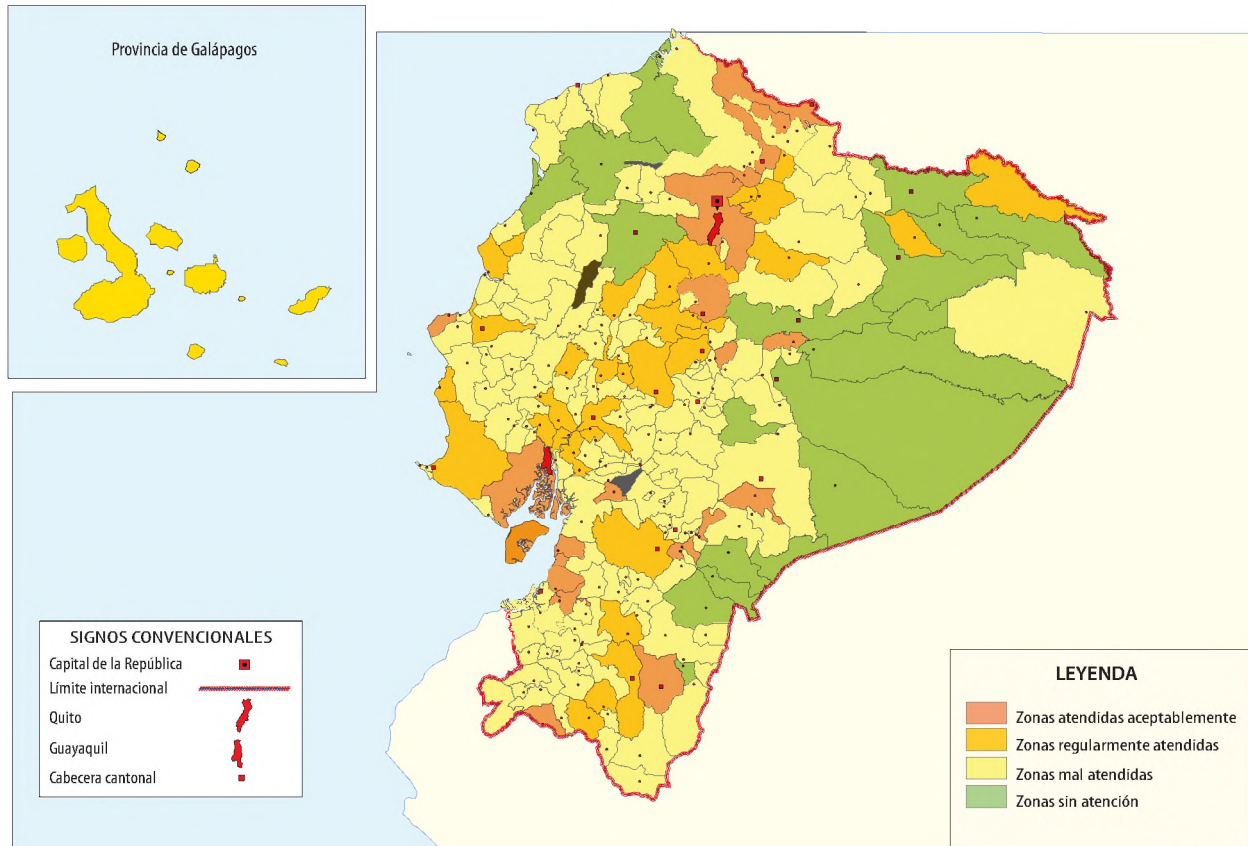 Provincia de Galápagos
SIGNOS CONVENCIONALES
Capital de la República
Límite internacional
Quito
Guayaquil
Cabecera cantonal
LEYENDA
Zonas atendidas aceptablemente
Zonas regularmente atendidas
Zonas mal atendidas
Zonas sin atención